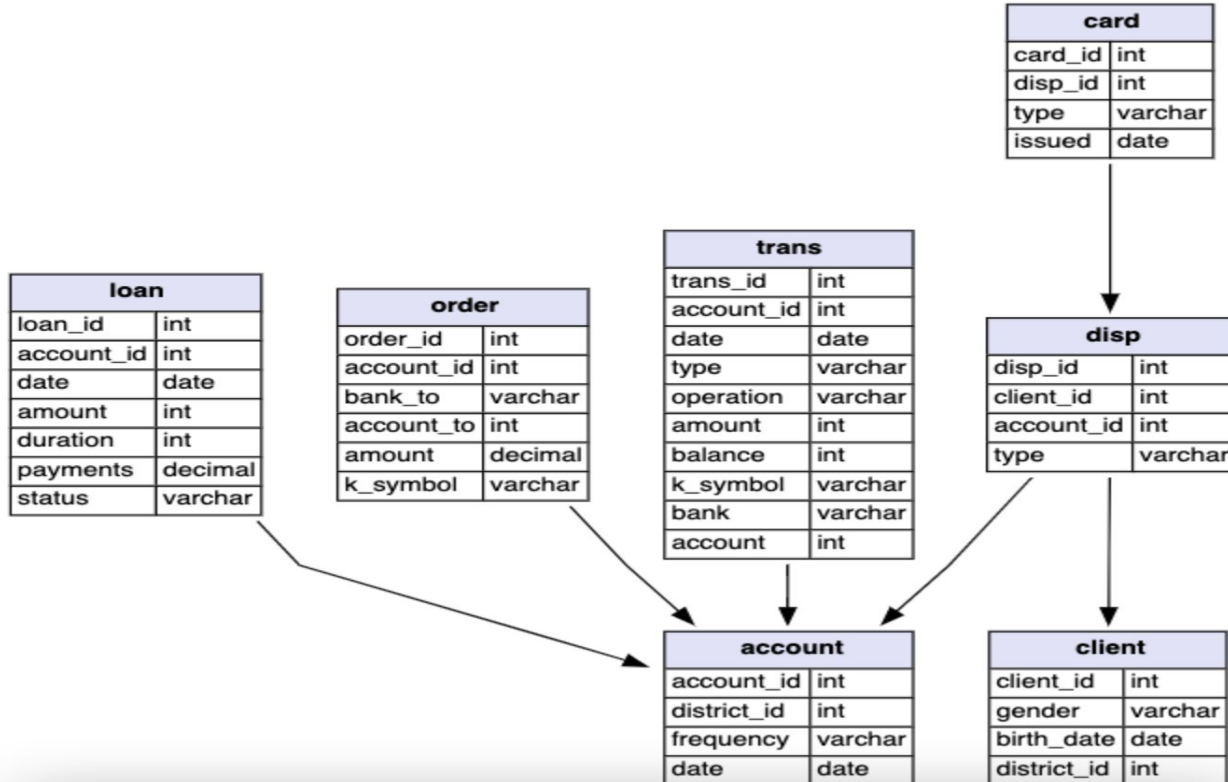 card
card_id int
disp_id int
type varchar
issued date
trans
trans_id int
account_id int
date date
type varchar
operation varchar
amount int
balance int
k_symbol varchar
bank varchar
account int
loan
loan_id int
account_id int
date date
amount int
duration int
payments decimal
status varchar
order
order_id int
account_id int
bank_to varchar
account_to int
amount decimal
k_symbol varchar
disp
disp_id int
client_id int
account_id int
type varchar
account
account_id int
district_id int
frequency varchar
date date
client
client_id int
gender varchar
birth_date date
district_id int